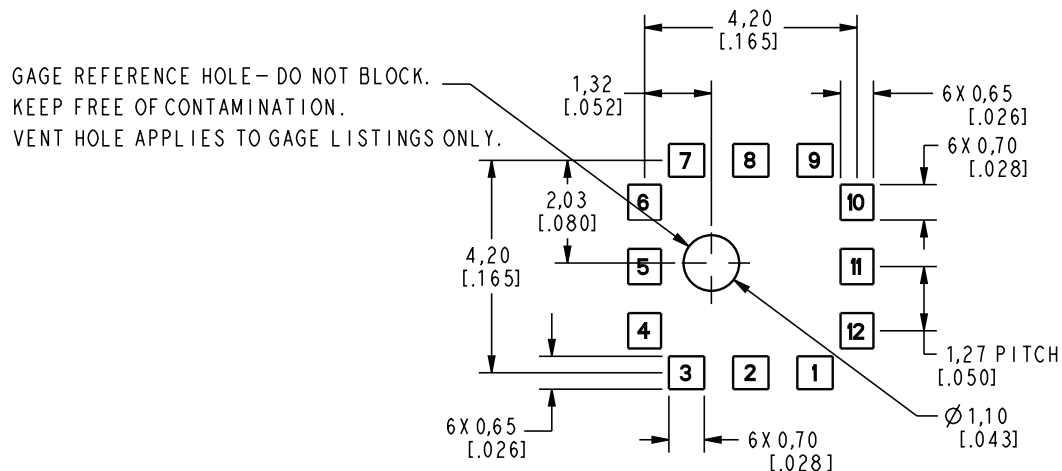 4,20
[.165]
GAGE REFERENCE HOLE– DO NOT BLOCK.
KEEP FREE OF CONTAMINATION.
VENT HOLE APPLIES TO GAGE LISTINGS ONLY.
1,32
[.052]
6X 0,65
[.026]
6X 0,70
[.028]
7
8
9
6
10
2,03
[.080]
4,20
[.165]
5
11
4
12
1,27 PITCH
[.050]
3
2
1
6X 0,65
[.026]
6X 0,70
[.028]
Ø 1,10
[.043]